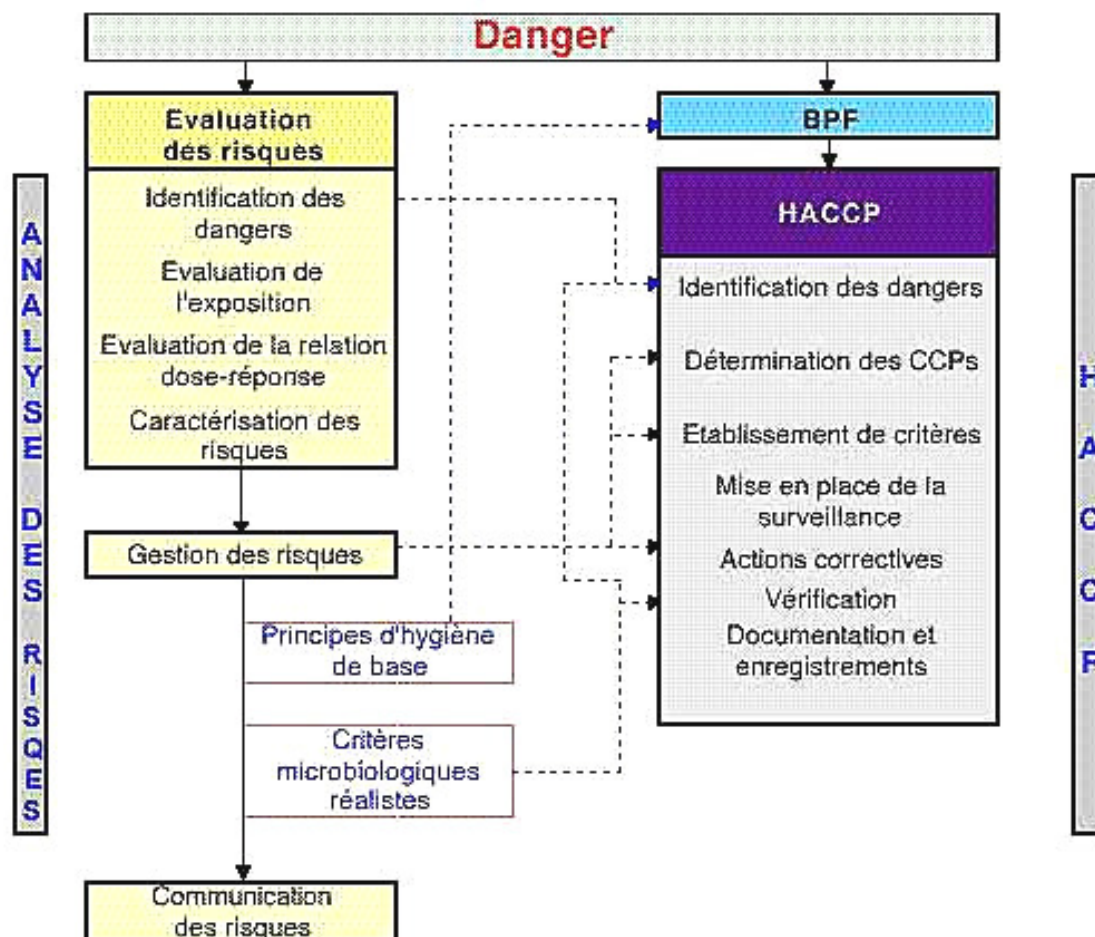 Danger
Evaluation
des risques
Identification des
dangers
Evaluation de
l'exposition
Evaluation de la relation
dose-réponse
Caractérisation des
risques
Gestion des risques
Principes d'hygiène
de base
Critères
microbiologiques
réalistes
Communication
des risques
BPF
HACCP
Identification des dangers
Détermination des CCPs
Etablissement de critères
Mise en place de la
surveillance
Actions correctives
Vérification
Documentation et
enregistrements
ANALYSE DES RISQES
HACCP